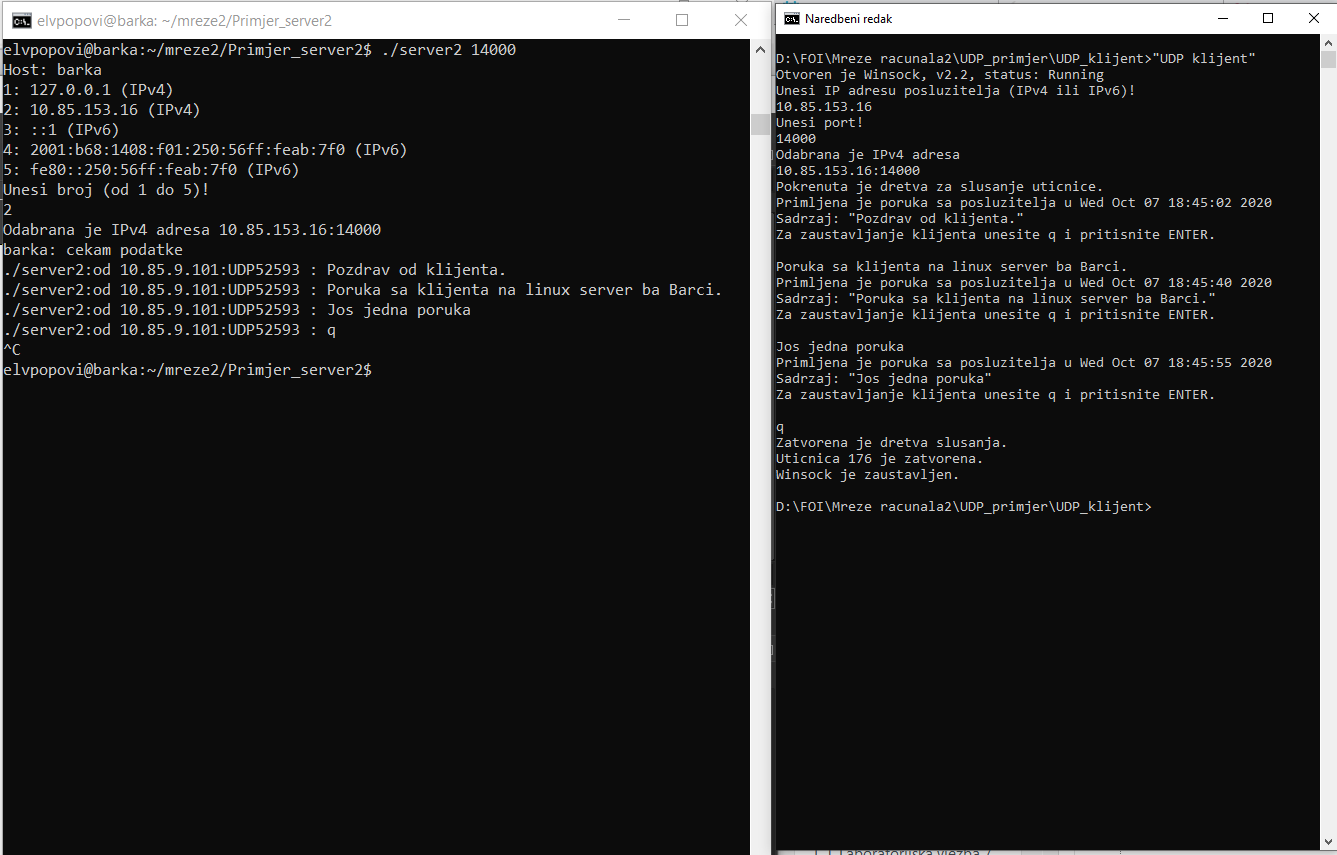 elvpopovi@barka: ~/mreze2/Primjer_server2
elvpopovi@barka:~/mreze2/Primjer_server2$ ./server2 14000
Host: barka
1: 127.0.0.1 (IPv4)
2: 10.85.153.16 (IPv4)
3: ::1 (IPv6)
4: 2001:b68:1408:f01:250:56ff:feab:7f0 (IPv6)
5: fe80::250:56ff:feab:7f0 (IPv6)
Unesi broj (od 1 do 5)!
2
Odabrana je IPv4 adresa 10.85.153.16:14000
barka: cekam podatke
./server2:od 10.85.9.101:UDP52593 : Pozdrav od klijenta.
./server2:od 10.85.9.101:UDP52593 : Poruka sa klijenta na linux server ba Barci.
./server2:od 10.85.9.101:UDP52593 : Jos jedna poruka
./server2:od 10.85.9.101:UDP52593 : q
^C
elvpopovi@barka:~/mreze2/Primjer_server2$
Naredbeni redak
D:\FOI\Mreze racunala2\UDP_primjer\UDP_klijent>"UDP klijent"
Otvoren je Winsock, v2.2, status: Running
Unesi IP adresu posluzitelja (IPv4 ili IPv6)!
10.85.153.16
Unesi port!
14000
Odabrana je IPv4 adresa
10.85.153.16:14000
Pokrenuta je dretva za slusanje uticnice.
Primljena je poruka sa posluzitelja u Wed Oct 07 18:45:02 2020
Sadrzaj: "Pozdrav od klijenta."
Za zaustavljanje klijenta unesite q i pritisnite ENTER.
Poruka sa klijenta na linux server ba Barci.
Primljena je poruka sa posluzitelja u Wed Oct 07 18:45:40 2020
Sadrzaj: "Poruka sa klijenta na linux server ba Barci."
Za zaustavljanje klijenta unesite q i pritisnite ENTER.
Jos jedna poruka
Primljena je poruka sa posluzitelja u Wed Oct 07 18:45:55 2020
Sadrzaj: "Jos jedna poruka"
Za zaustavljanje klijenta unesite q i pritisnite ENTER.
q
Zatvorena je dretva slusanja.
Uticnica 176 je zatvorena.
Winsock je zaustavljen.
D:\FOI\Mreze racunala2\UDP_primjer\UDP_klijent>